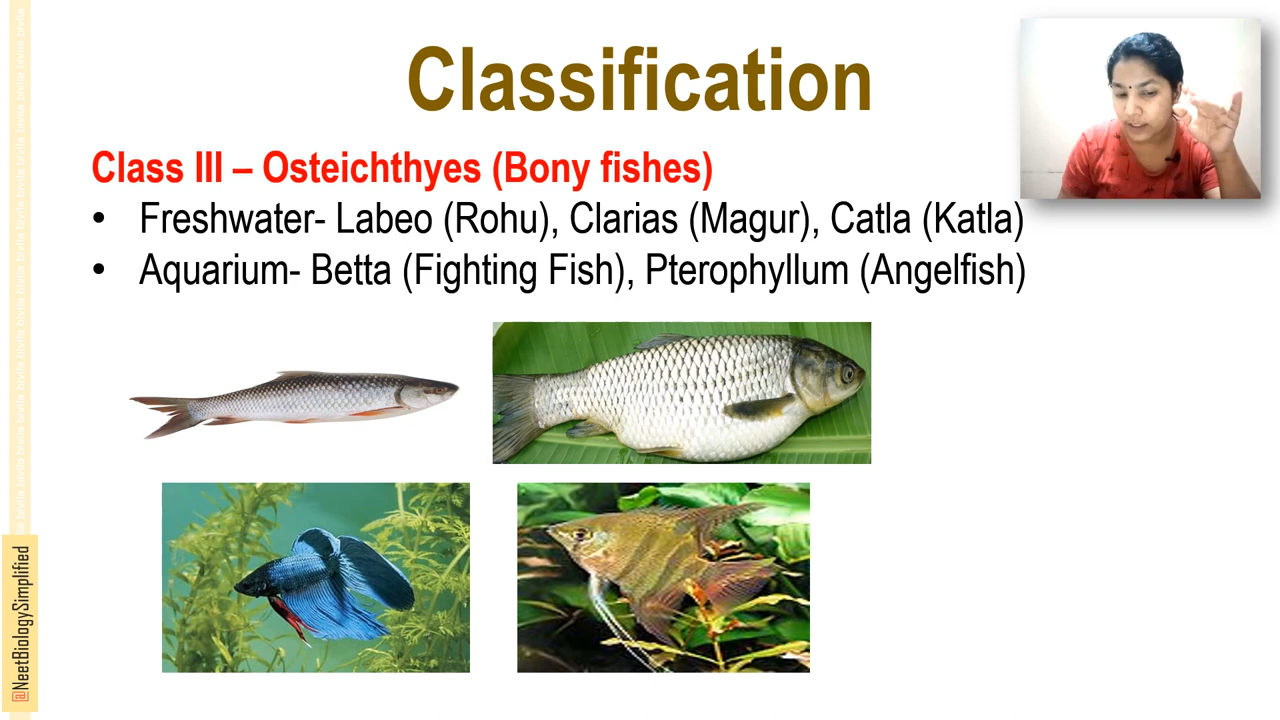 Classification
Class III – Osteichthyes (Bony fishes)
• Freshwater- Labeo (Rohu), Clarias (Magur), Catla (Katla)
• Aquarium- Betta (Fighting Fish), Pterophyllum (Angelfish)
@NeetBiologySimplified